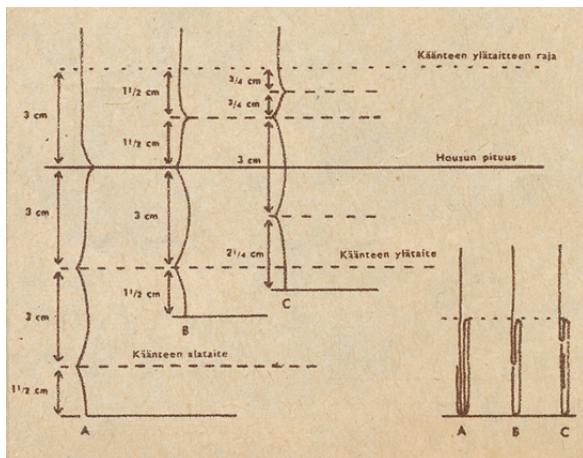 Käänteen ylätaitteen raja
3/4 cm
1 1/2 cm
3/4 cm
3 cm
1 1/2 cm
3 cm
Housun pituus
3 cm
3 cm
2 1/4 cm
Käänteen ylätaite
1 1/2 cm
C
B
3 cm
Käänteen alataite
1 1/2 cm
A
A
B
C